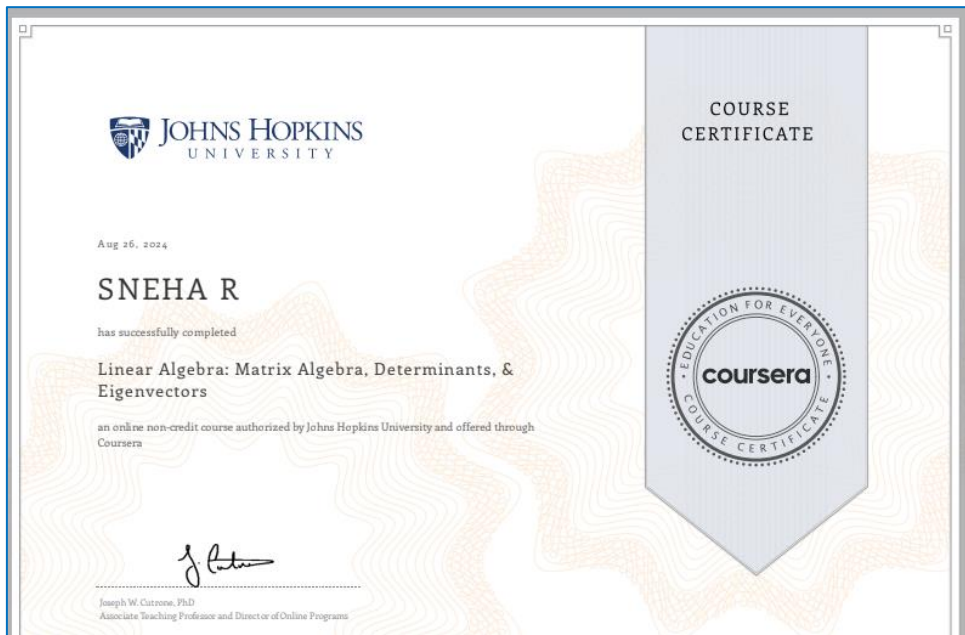 JOHNS HOPKINS
UNIVERSITY
COURSE
CERTIFICATE
Aug 26, 2024
SNEHA R
has successfully completed
Linear Algebra: Matrix Algebra, Determinants, &
Eigenvectors
an online non-credit course authorized by Johns Hopkins University and offered through
Coursera
EDUCATION FOR EVERYONE
coursera
COURSE CERTIFICATE
Joseph W. Cutrone, PhD
Associate Teaching Professor and Director of Online Programs